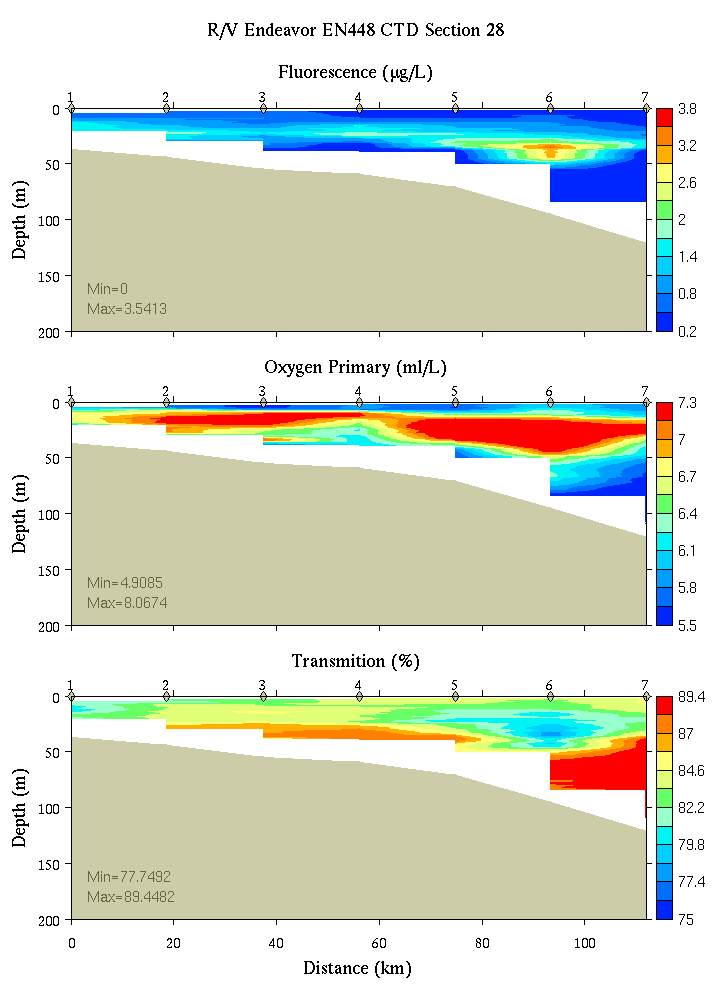 R/V Endeavor EN448 CTD Section 28
Fluorescence (µg/L)
1 2 3 4 5 6 7
0
50
100
150
200
Depth (m)
Min=0
Max=3.5413
3.8
3.2
2.6
2
1.4
0.8
0.2
Oxygen Primary (ml/L)
1 2 3 4 5 6 7
0
50
100
150
200
Depth (m)
Min=4.9085
Max=8.0674
7.3
7
6.7
6.4
6.1
5.8
5.5
Transmition (%)
1 2 3 4 5 6 7
0
50
100
150
200
Depth (m)
Min=77.7492
Max=89.4482
89.4
87
84.6
82.2
79.8
77.4
75
0 20 40 60 80 100
Distance (km)